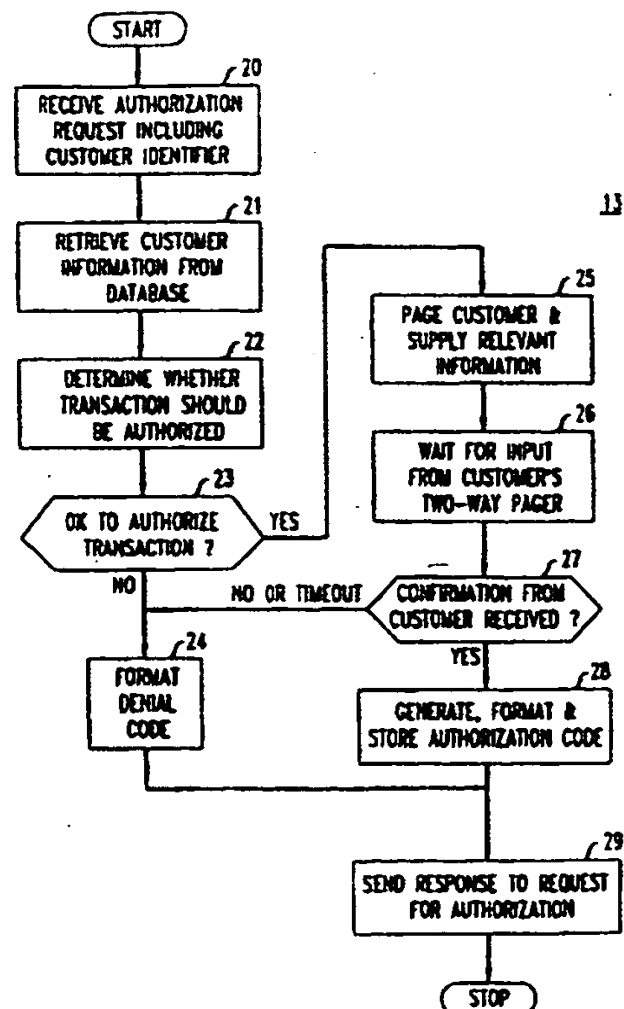 START
20
RECEIVE AUTHORIZATION
REQUEST INCLUDING
CUSTOMER IDENTIFIER
21
RETRIEVE CUSTOMER
INFORMATION FROM
DATABASE
22
DETERMINE WHETHER
TRANSACTION SHOULD
BE AUTHORIZED
23
OK TO AUTHORIZE
TRANSACTION ?
YES
NO
24
FORMAT
DENIAL
CODE
13
25
PAGE CUSTOMER &
SUPPLY RELEVANT
INFORMATION
26
WAIT FOR INPUT
FROM CUSTOMER'S
TWO-WAY PAGER
27
CONFIRMATION FROM
CUSTOMER RECEIVED ?
NO OR TIMEOUT
YES
28
GENERATE, FORMAT &
STORE AUTHORIZATION CODE
29
SEND RESPONSE TO REQUEST
FOR AUTHORIZATION
STOP